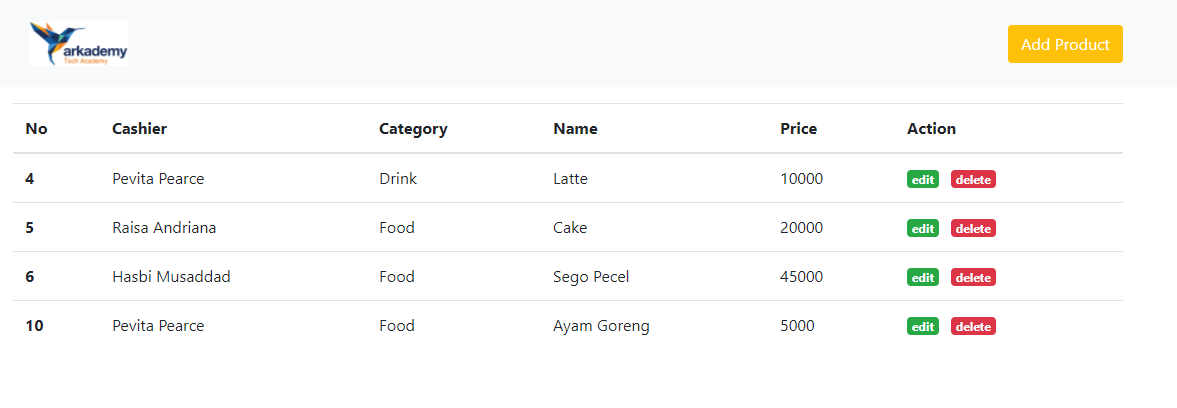 arkademy
Tech Academy
Add Product
No Cashier Category Name Price Action
4 Pevita Pearce Drink Latte 10000 edit delete
5 Raisa Andriana Food Cake 20000 edit delete
6 Hasbi Musaddad Food Sego Pecel 45000 edit delete
10 Pevita Pearce Food Ayam Goreng 5000 edit delete